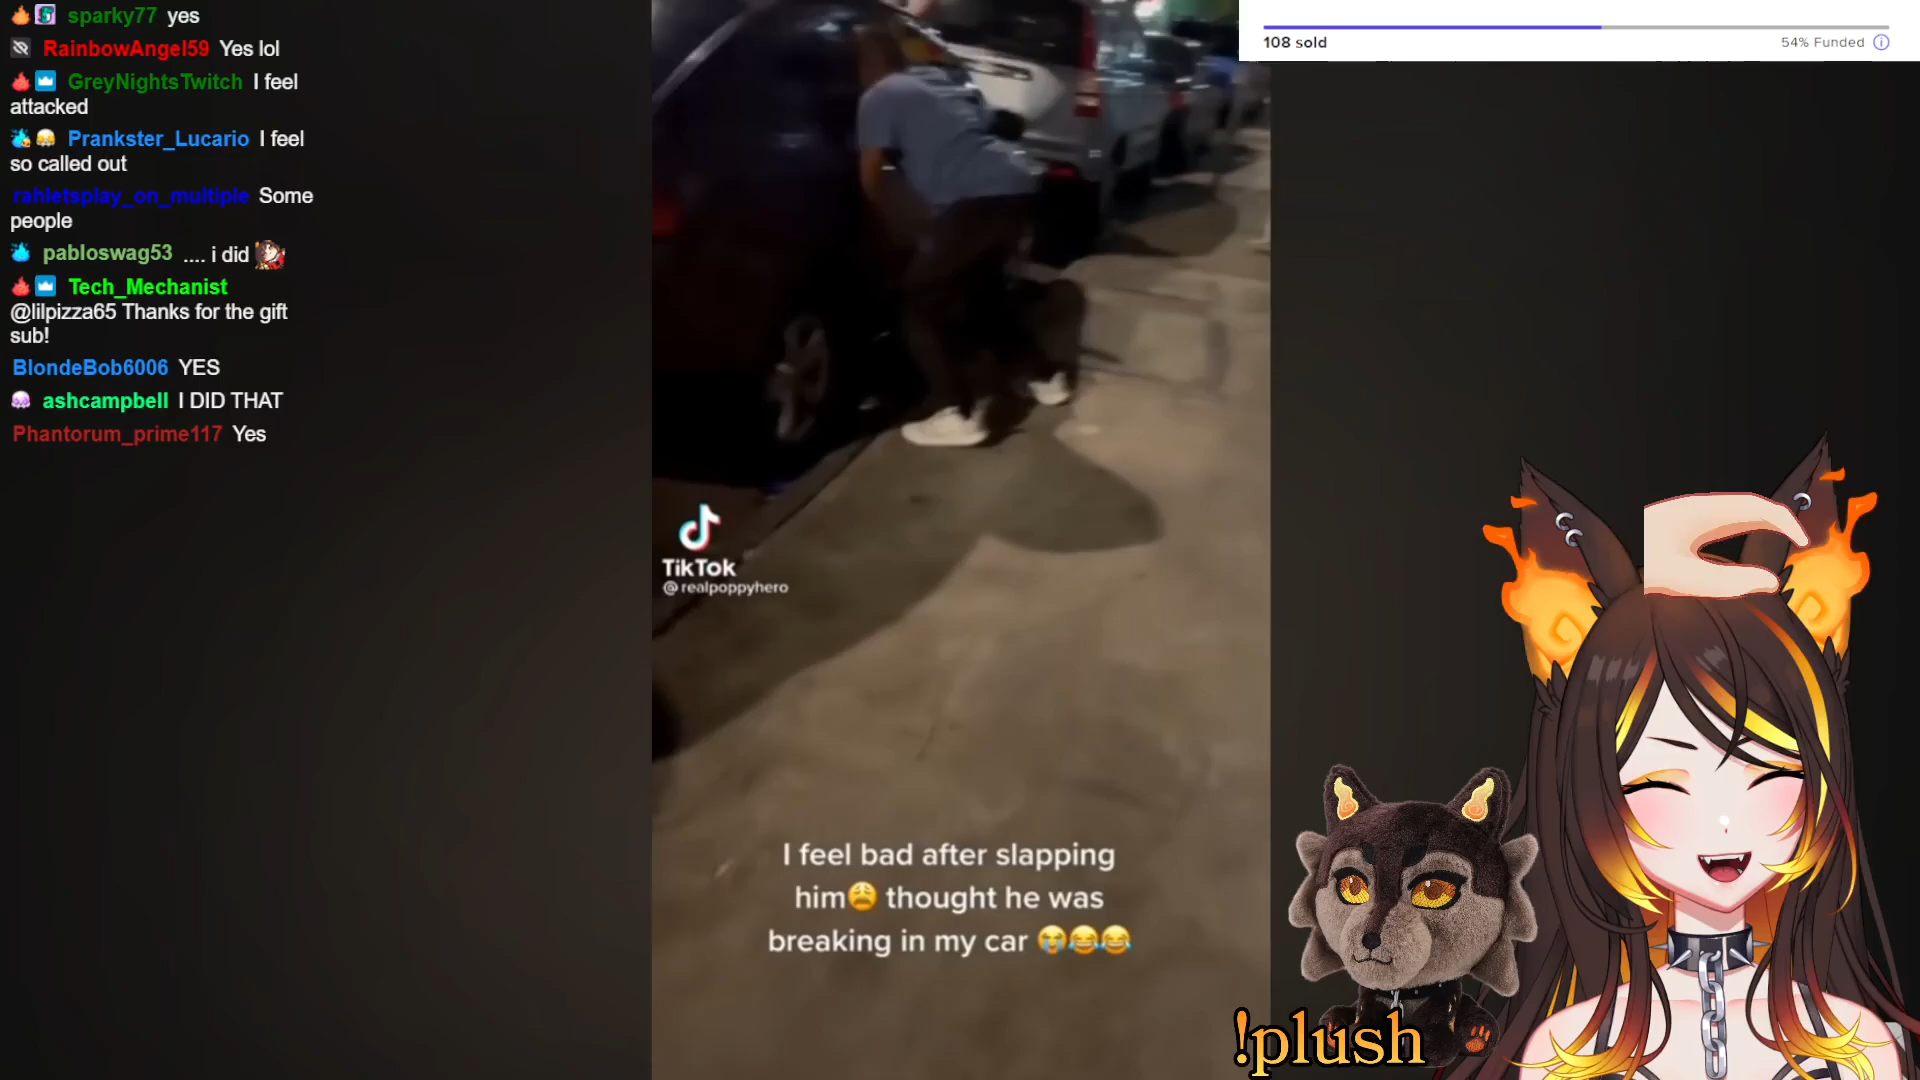 sparky77 yes
RainbowAngel59 Yes lol
GreyNightsTwitch I feel
attacked
Prankster_Lucario I feel
so called out
rahletsplay_on_multiple Some
people
pabloswag53 .... i did
Tech_Mechanist
@lilpizza65 Thanks for the gift
sub!
BlondeBob6006 YES
ashcampbell I DID THAT
Phantorum_prime117 Yes
108 sold
54% Funded
TikTok
@realpoppyhero
I feel bad after slapping
him😩 thought he was
breaking in my car 😭😂😂
!plush